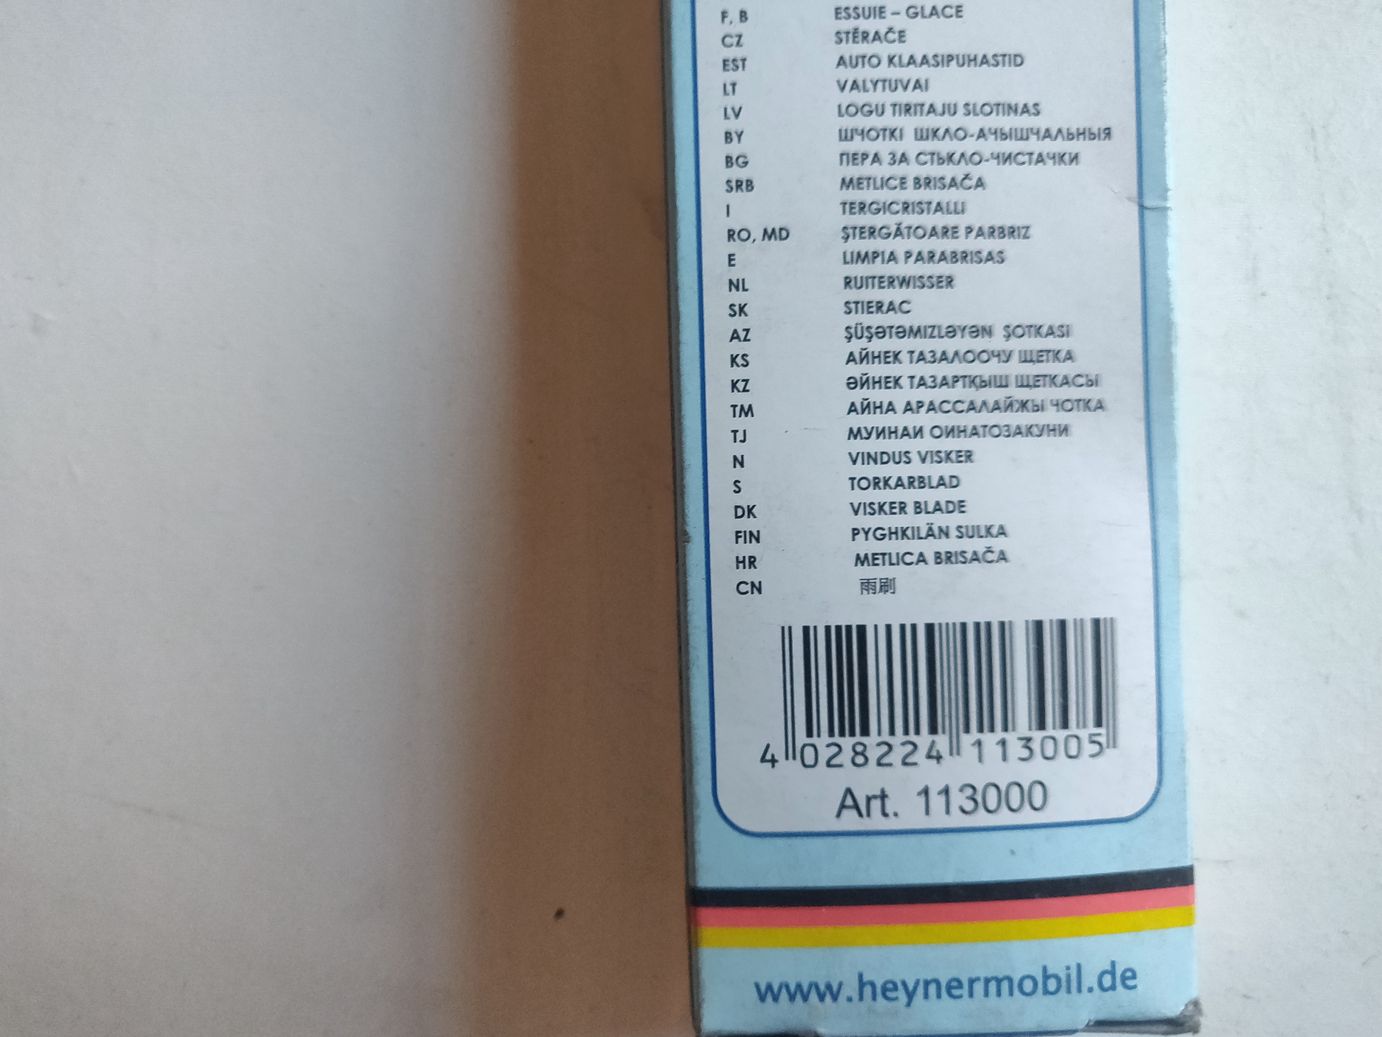 F, B ESSUIE – GLACE
CZ STĚRAČE
EST AUTO KLAASIPUHASTID
LT VALYTUVAI
LV LOGU TIRITAJU SLOTINAS
BY ШЧОТКІ ШКЛО-АЧЫШЧАЛЬНЫЯ
BG ПЕРА ЗА СТЬКЛО-ЧИСТАЧКИ
SRB METLICE BRISAČA
I TERGICRISTALLI
RO, MD ŞTERGĂTOARE PARBRIZ
E LIMPIA PARABRISAS
NL RUITERWISSER
SK STIERAC
AZ ŞÜŞƏTƏMIZLƏYƏN ŞOTKASI
KS АЙНЕК ТАЗАЛООЧУ ЩЕТКА
KZ ӘЙНЕК ТАЗАРТҚЫШ ЩЕТКАСЫ
TM АЙНА АРАССАЛАЙЖЫ ЧОТКА
TJ МУИНАИ ОИНАТОЗАКУНИ
N VINDUS VISKER
S TORKARBLAD
DK VISKER BLADE
FIN PYGHKILÄN SULKA
HR METLICA BRISAČA
CN 雨刷
4 028224 113005
Art. 113000
www.heynermobil.de